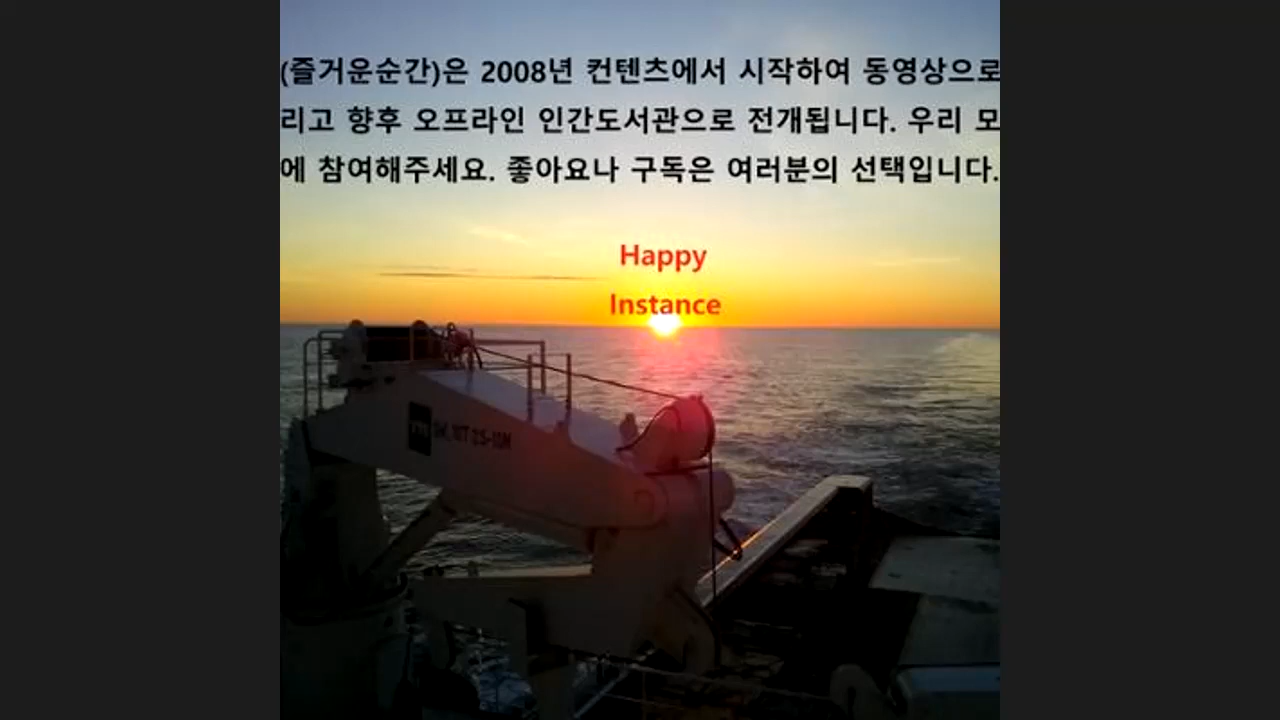 (즐거운순간)은 2008년 컨텐츠에서 시작하여 동영상으로
리고 향후 오프라인 인간도서관으로 전개됩니다. 우리 모
에 참여해주세요. 좋아요나 구독은 여러분의 선택입니다.
Happy
Instance